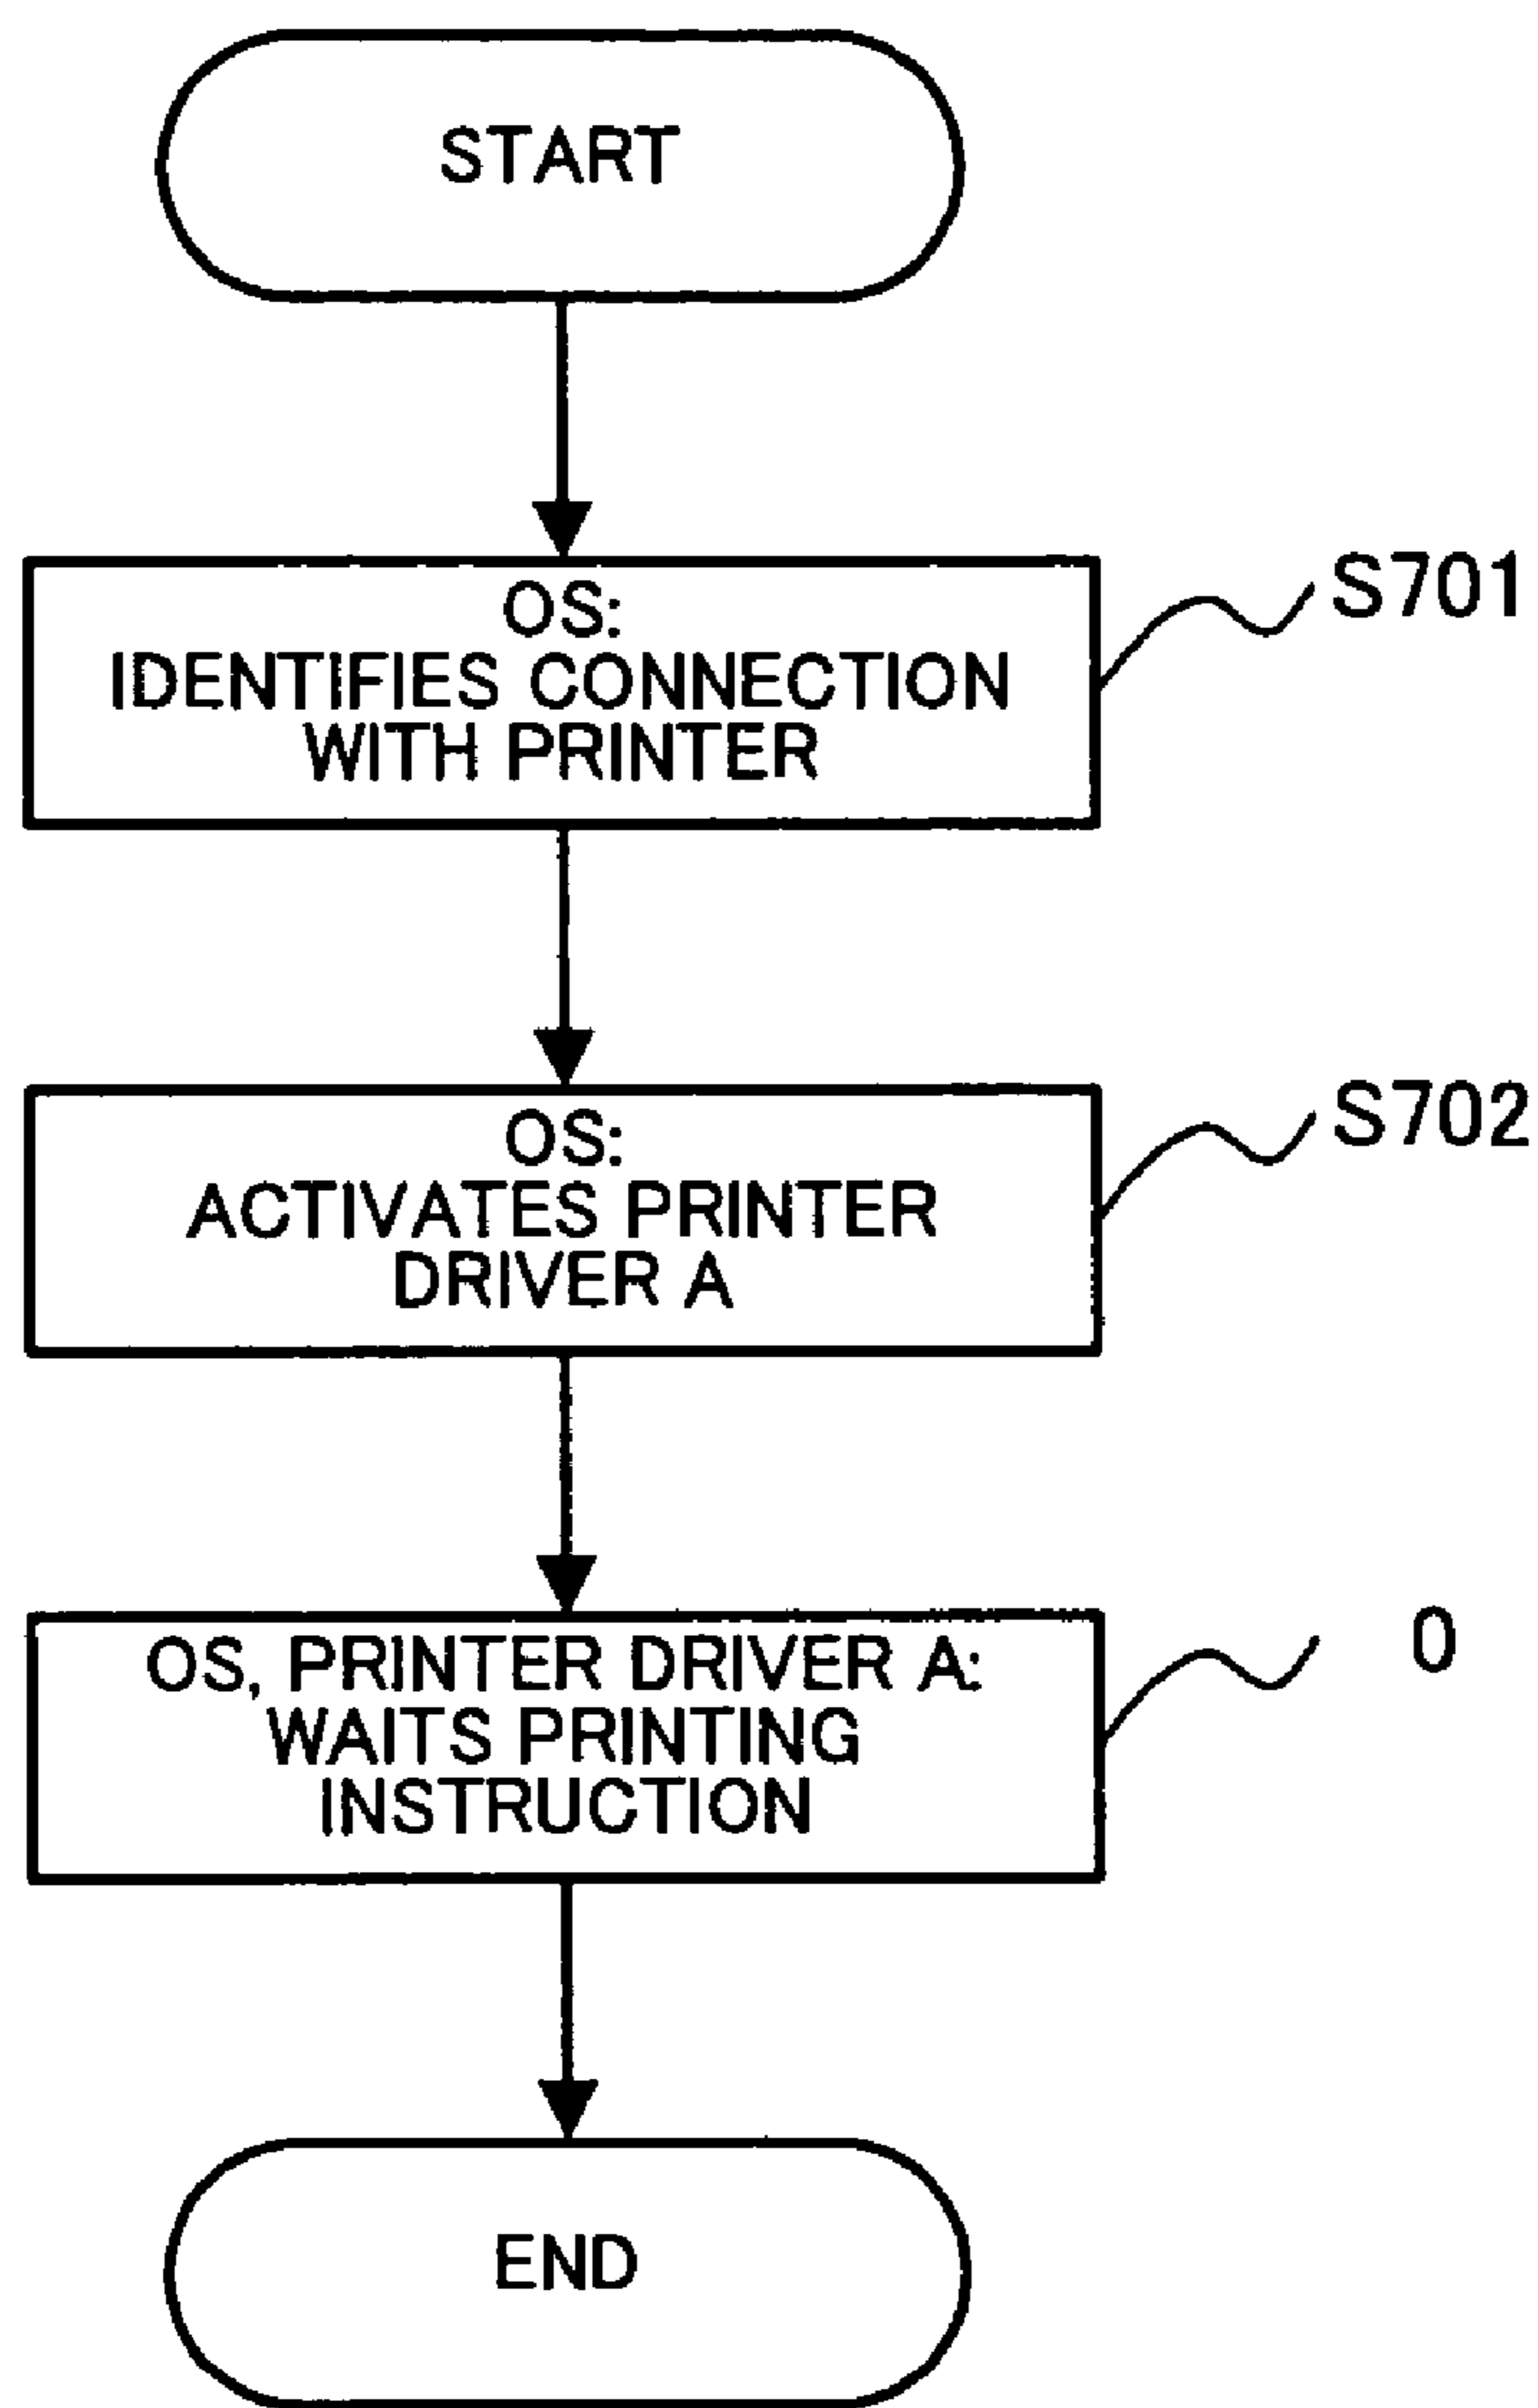 START
OS:
IDENTIFIES CONNECTION
WITH PRINTER
S701
OS:
ACTIVATES PRINTER
DRIVER A
S702
OS, PRINTER DRIVER A:
WAITS PRINTING
INSTRUCTION
0
END